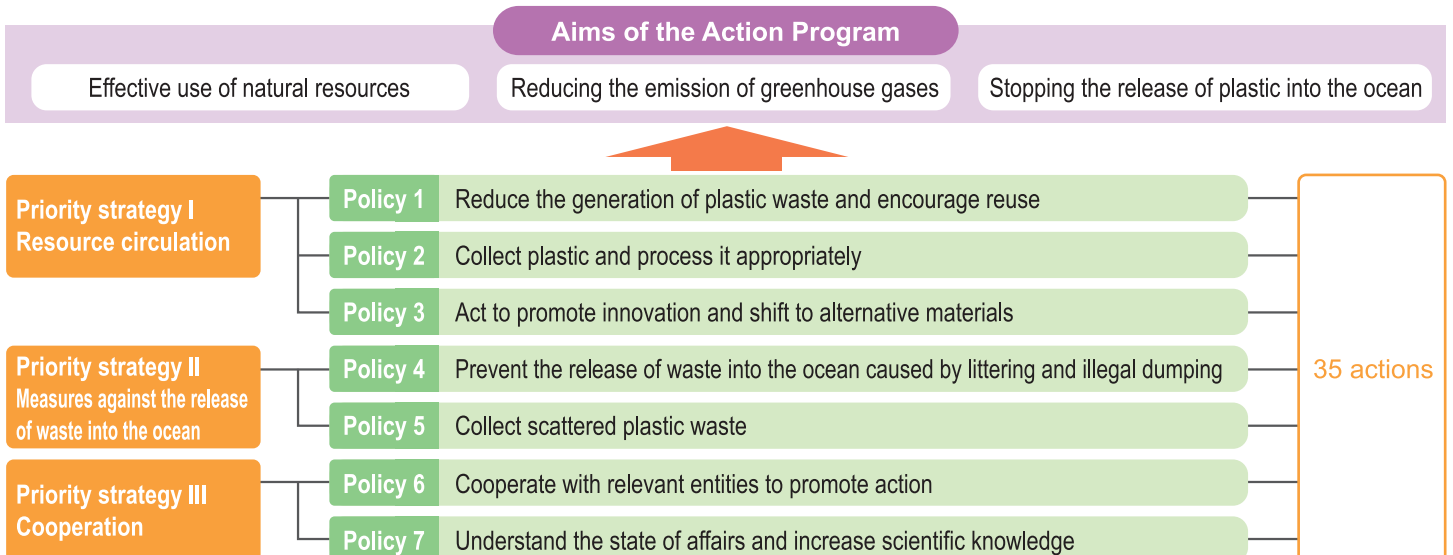 Aims of the Action Program
Effective use of natural resources
Reducing the emission of greenhouse gases
Stopping the release of plastic into the ocean
Priority strategy I
Resource circulation
Policy 1 Reduce the generation of plastic waste and encourage reuse
Policy 2 Collect plastic and process it appropriately
Policy 3 Act to promote innovation and shift to alternative materials
Priority strategy II
Measures against the release
of waste into the ocean
Policy 4 Prevent the release of waste into the ocean caused by littering and illegal dumping
Policy 5 Collect scattered plastic waste
Priority strategy III
Cooperation
Policy 6 Cooperate with relevant entities to promote action
Policy 7 Understand the state of affairs and increase scientific knowledge
35 actions